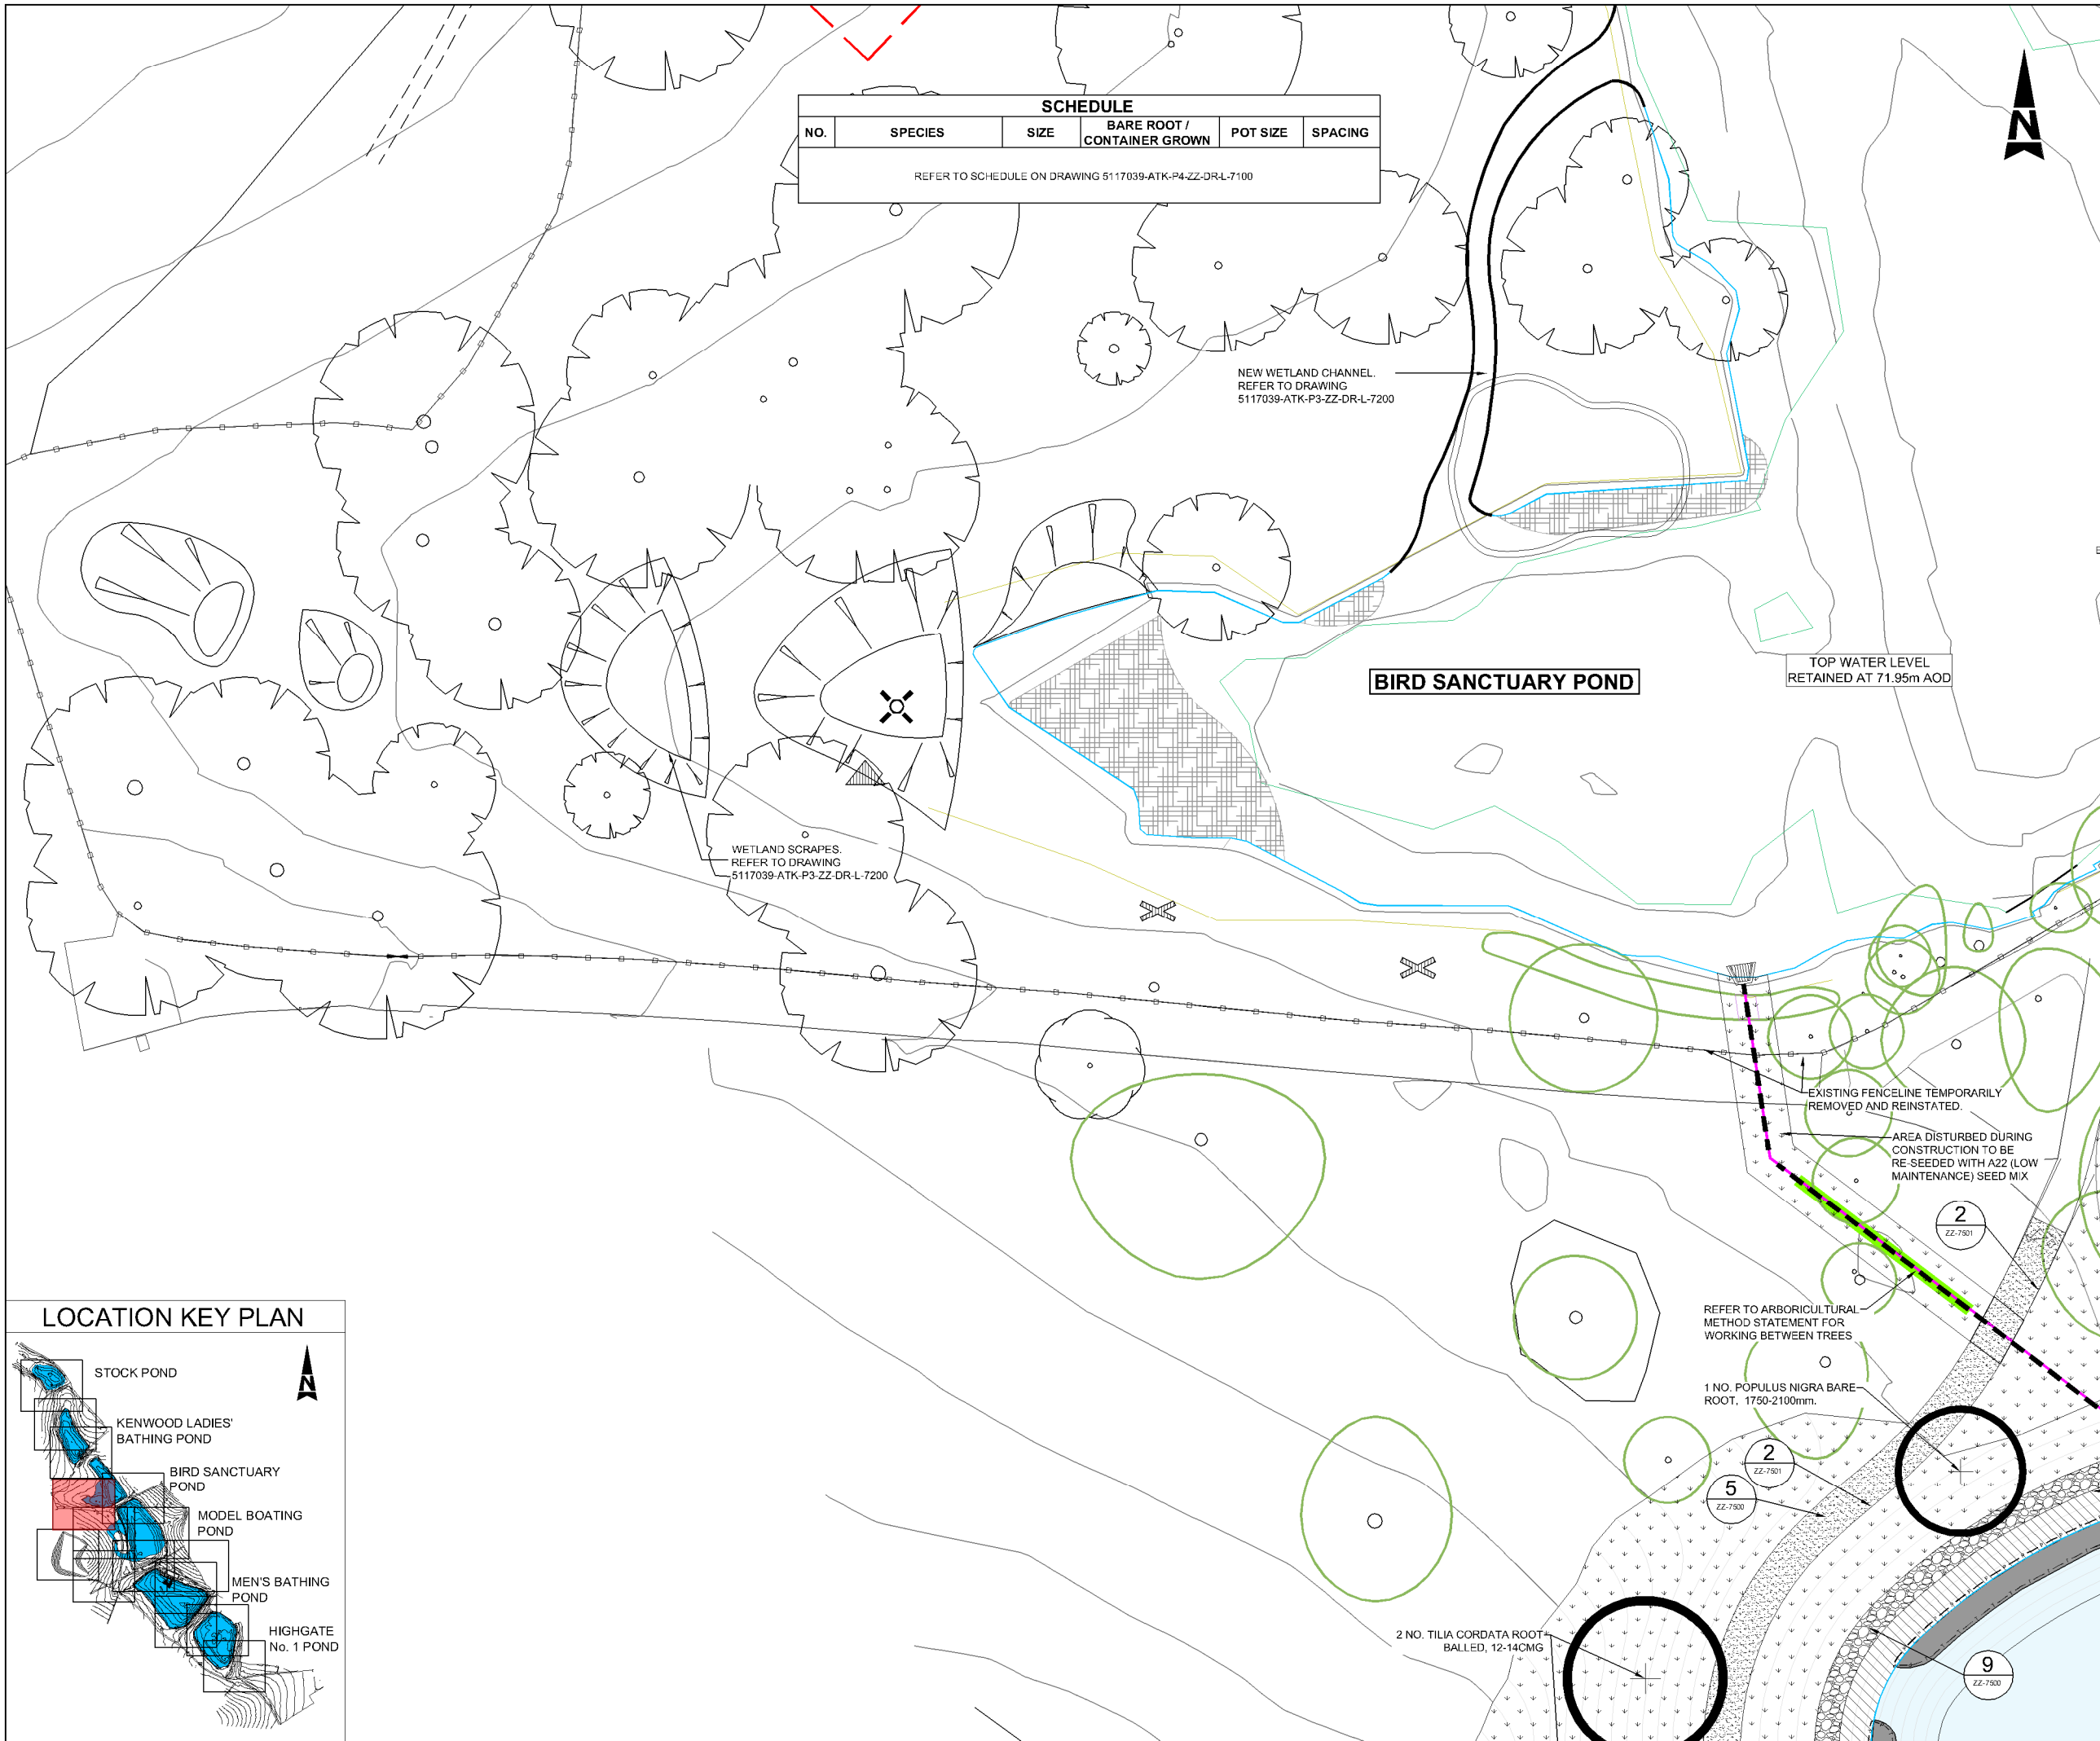 SCHEDULE
NO. SPECIES SIZE BARE ROOT / CONTAINER GROWN POT SIZE SPACING
REFER TO SCHEDULE ON DRAWING 5117039-ATK-P4-ZZ-DR-L-7100
N
NEW WETLAND CHANNEL.
REFER TO DRAWING
5117039-ATK-P3-ZZ-DR-L-7200
BIRD SANCTUARY POND
TOP WATER LEVEL
RETAINED AT 71.95m AOD
WETLAND SCRAPES.
REFER TO DRAWING
5117039-ATK-P3-ZZ-DR-L-7200
EXISTING FENCELINE TEMPORARILY
REMOVED AND REINSTATED.
AREA DISTURBED DURING
CONSTRUCTION TO BE
RE-SEEDED WITH A22 (LOW
MAINTENANCE) SEED MIX
2
ZZ-7501
REFER TO ARBORICULTURAL
METHOD STATEMENT FOR
WORKING BETWEEN TREES
1 NO. POPULUS NIGRA BARE
ROOT, 1750-2100mm.
2
ZZ-7501
5
ZZ-7500
2 NO. TILIA CORDATA ROOT
BALLED, 12-14CMG
9
ZZ-7500
LOCATION KEY PLAN
N
STOCK POND
KENWOOD LADIES'
BATHING POND
BIRD SANCTUARY
POND
MODEL BOATING
POND
MEN'S BATHING
POND
HIGHGATE
No. 1 POND